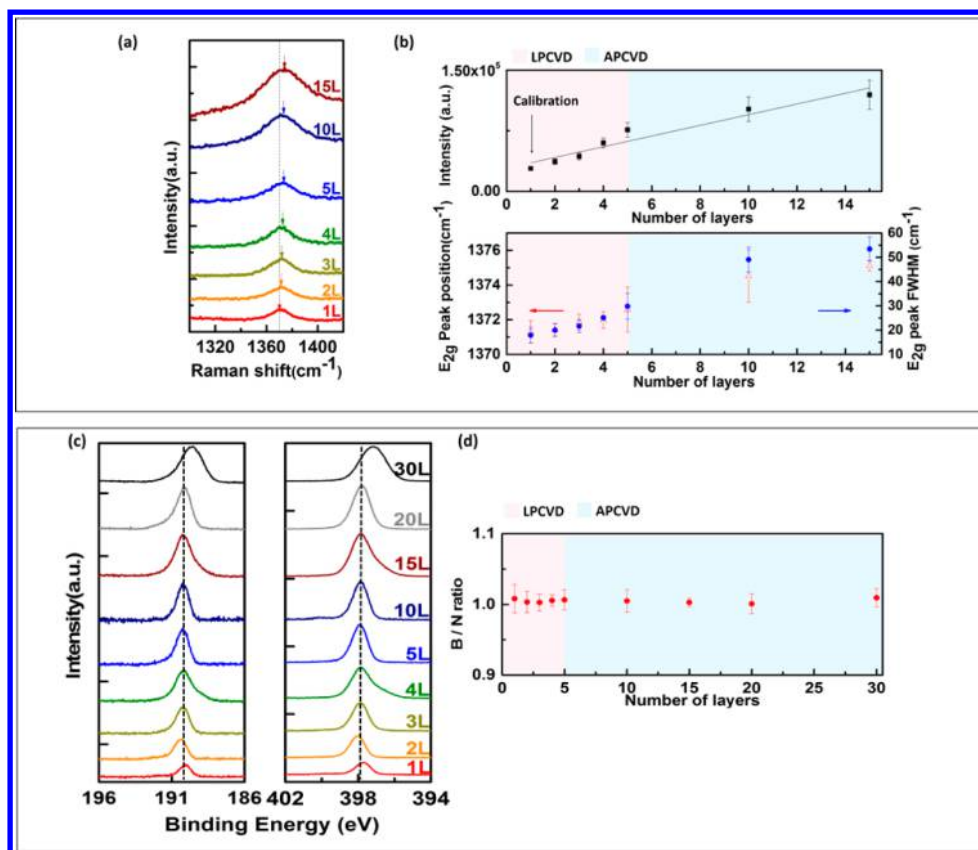 (a)
15L
10L
5L
4L
3L
2L
1L
Intensity(a.u.)
1320 1360 1400
Raman shift(cm⁻¹)
(b)
LPCVD APCVD
1.50x10⁵
Calibration
Intensity (a.u.)
0.00
0 2 4 6 8 10 12 14
Number of layers
E2g Peak position(cm⁻¹)
1376
1374
1372
1370
60
50
40
30
20
10
E2g peak FWHM (cm⁻¹)
0 2 4 6 8 10 12 14
Number of layers
(c)
30L
20L
15L
10L
5L
4L
3L
2L
1L
Intensity(a.u.)
196 191 186 402 398 394
Binding Energy (eV)
(d)
LPCVD APCVD
1.1
1.0
0.9
B / N ratio
0 5 10 15 20 25 30
Number of layers